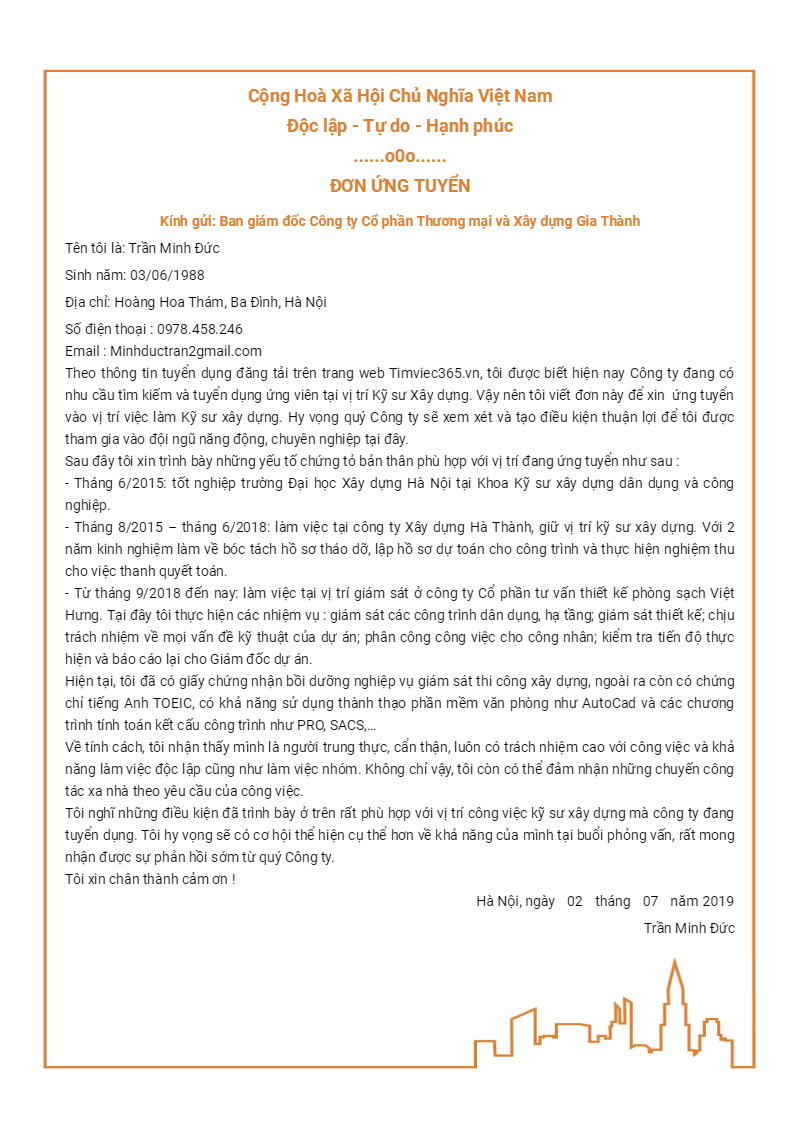 Cộng Hoà Xã Hội Chủ Nghĩa Việt Nam
Độc lập - Tự do - Hạnh phúc
......o0o......
ĐƠN ỨNG TUYỂN
Kính gửi: Ban giám đốc Công ty Cổ phần Thương mại và Xây dựng Gia Thành
Tên tôi là: Trần Minh Đức
Sinh năm: 03/06/1988
Địa chỉ: Hoàng Hoa Thám, Ba Đình, Hà Nội
Số điện thoại : 0978.458.246
Email : Minhductran2gmail.com
Theo thông tin tuyển dụng đăng tải trên trang web Timviec365.vn, tôi được biết hiện nay Công ty đang có
nhu cầu tìm kiếm và tuyển dụng ứng viên tại vị trí Kỹ sư Xây dựng. Vậy nên tôi viết đơn này để xin ứng tuyển
vào vị trí việc làm Kỹ sư xây dựng. Hy vọng quý Công ty sẽ xem xét và tạo điều kiện thuận lợi để tôi được
tham gia vào đội ngũ năng động, chuyên nghiệp tại đây.
Sau đây tôi xin trình bày những yếu tố chứng tỏ bản thân phù hợp với vị trí đang ứng tuyển như sau :
- Tháng 6/2015: tốt nghiệp trường Đại học Xây dựng Hà Nội tại Khoa Kỹ sư xây dựng dân dụng và công
nghiệp.
- Tháng 8/2015 – tháng 6/2018: làm việc tại công ty Xây dựng Hà Thành, giữ vị trí kỹ sư xây dựng. Với 2
năm kinh nghiệm làm về bóc tách hồ sơ tháo dỡ, lập hồ sơ dự toán cho công trình và thực hiện nghiệm thu
cho việc thanh quyết toán.
- Từ tháng 9/2018 đến nay: làm việc tại vị trí giám sát ở công ty Cổ phần tư vấn thiết kế phòng sạch Việt
Hưng. Tại đây tôi thực hiện các nhiệm vụ : giám sát các công trình dân dụng, hạ tầng; giám sát thiết kế; chịu
trách nhiệm về mọi vấn đề kỹ thuật của dự án; phân công công việc cho công nhân; kiểm tra tiến độ thực
hiện và báo cáo lại cho Giám đốc dự án.
Hiện tại, tôi đã có giấy chứng nhận bồi dưỡng nghiệp vụ giám sát thi công xây dựng, ngoài ra còn có chứng
chỉ tiếng Anh TOEIC, có khả năng sử dụng thành thạo phần mềm văn phòng như AutoCad và các chương
trình tính toán kết cấu công trình như PRO, SACS,...
Về tính cách, tôi nhận thấy mình là người trung thực, cẩn thận, luôn có trách nhiệm cao với công việc và khả
năng làm việc độc lập cũng như làm việc nhóm. Không chỉ vậy, tôi còn có thể đảm nhận những chuyến công
tác xa nhà theo yêu cầu của công việc.
Tôi nghĩ những điều kiện đã trình bày ở trên rất phù hợp với vị trí công việc kỹ sư xây dựng mà công ty đang
tuyển dụng. Tôi hy vọng sẽ có cơ hội thể hiện cụ thể hơn về khả năng của mình tại buổi phỏng vấn, rất mong
nhận được sự phản hồi sớm từ quý Công ty.
Tôi xin chân thành cảm ơn !
Hà Nội, ngày 02 tháng 07 năm 2019
Trần Minh Đức